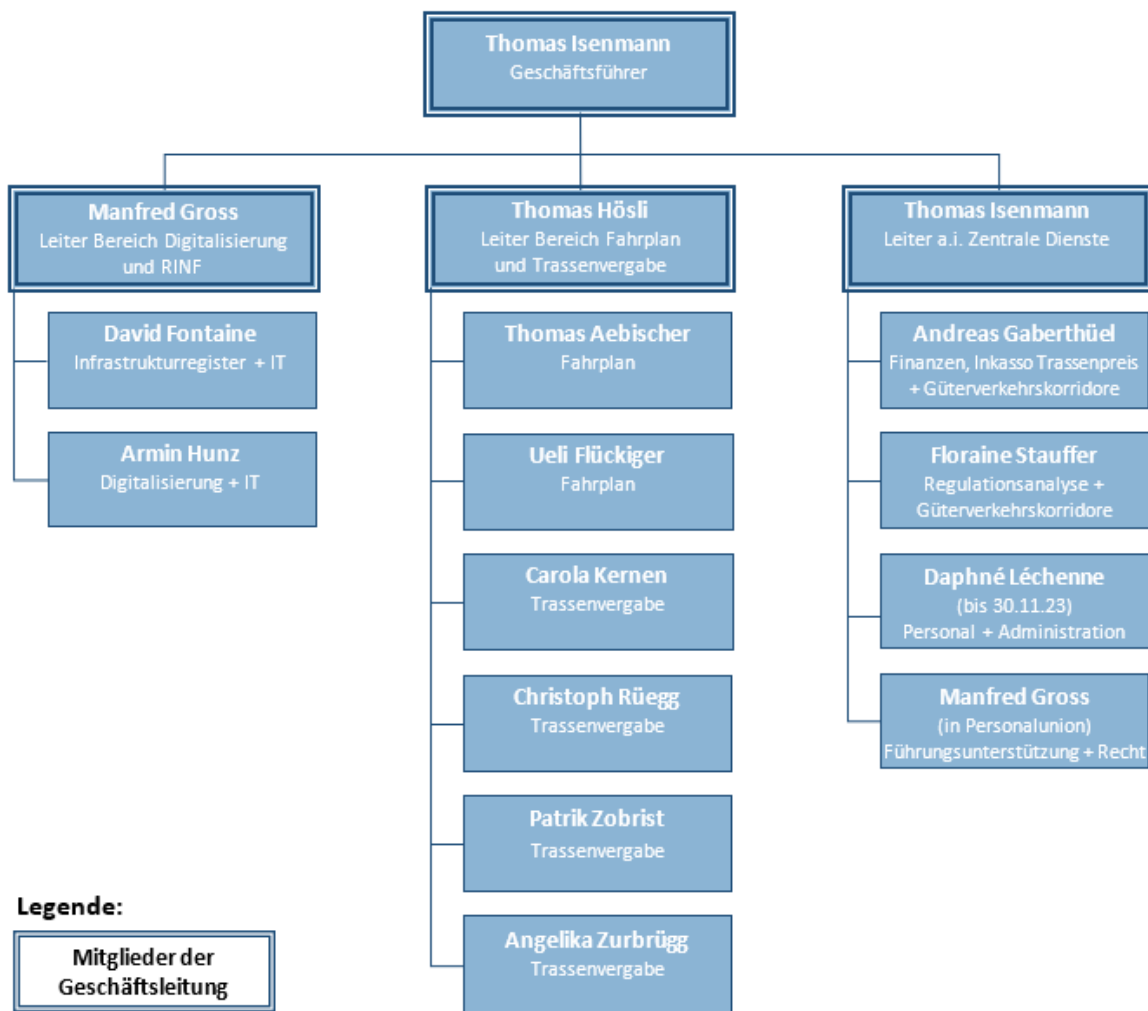 Thomas Isenmann
Geschäftsführer
Manfred Gross
Leiter Bereich Digitalisierung
und RINF
David Fontaine
Infrastrukturregister + IT
Armin Hunz
Digitalisierung + IT
Thomas Hösli
Leiter Bereich Fahrplan
und Trassenvergabe
Thomas Aebischer
Fahrplan
Ueli Flückiger
Fahrplan
Carola Kernen
Trassenvergabe
Christoph Rüegg
Trassenvergabe
Patrik Zobrist
Trassenvergabe
Angelika Zurbrügg
Trassenvergabe
Thomas Isenmann
Leiter a.i. Zentrale Dienste
Andreas Gaberthüel
Finanzen, Inkasso Trassenpreis
+ Güterverkehrskorridore
Floraine Stauffer
Regulationsanalyse +
Güterverkehrskorridore
Daphné Léchenne
(bis 30.11.23)
Personal + Administration
Manfred Gross
(in Personalunion)
Führungsunterstützung + Recht
Legende:
Mitglieder der
Geschäftsleitung